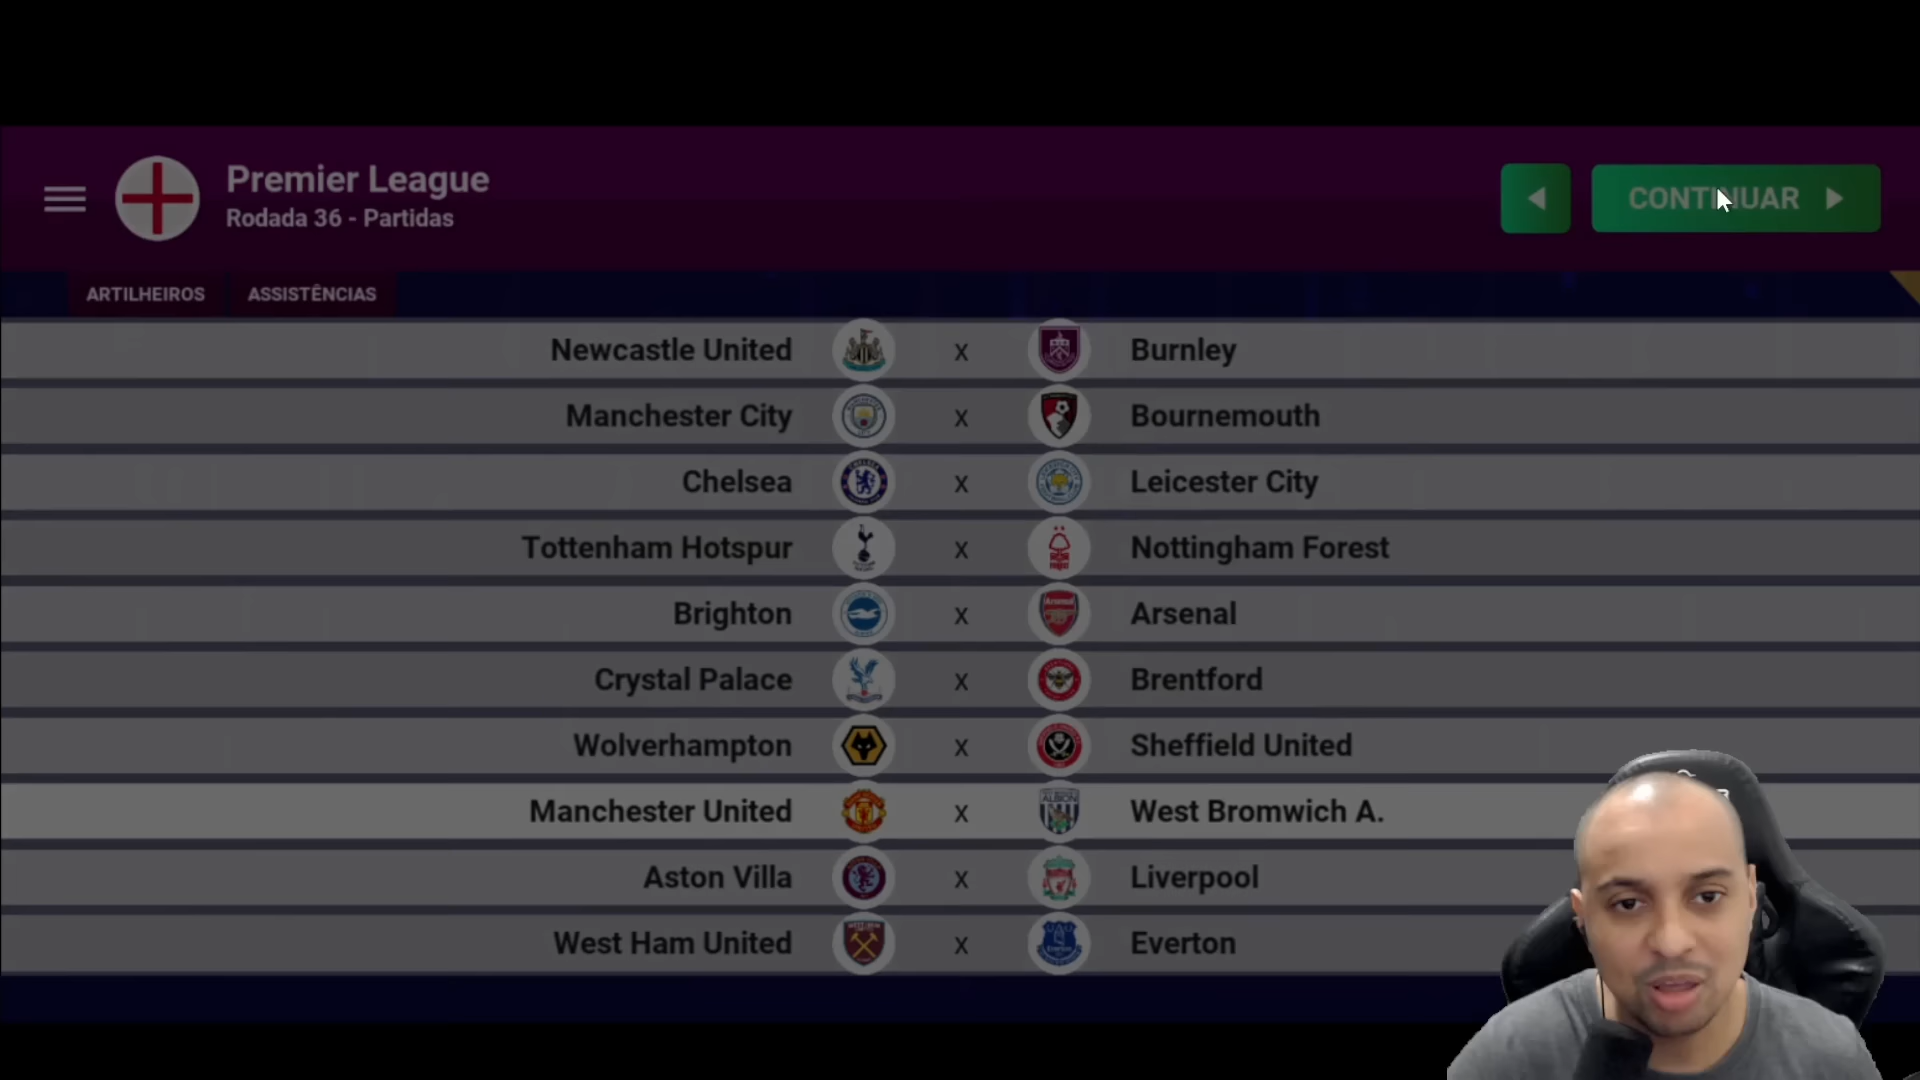 Premier League
Rodada 36 - Partidas
CONTINUAR
ARTILHEIROS ASSISTÊNCIAS
Newcastle United x Burnley
Manchester City x Bournemouth
Chelsea x Leicester City
Tottenham Hotspur x Nottingham Forest
Brighton x Arsenal
Crystal Palace x Brentford
Wolverhampton x Sheffield United
Manchester United x West Bromwich A.
Aston Villa x Liverpool
West Ham United x Everton